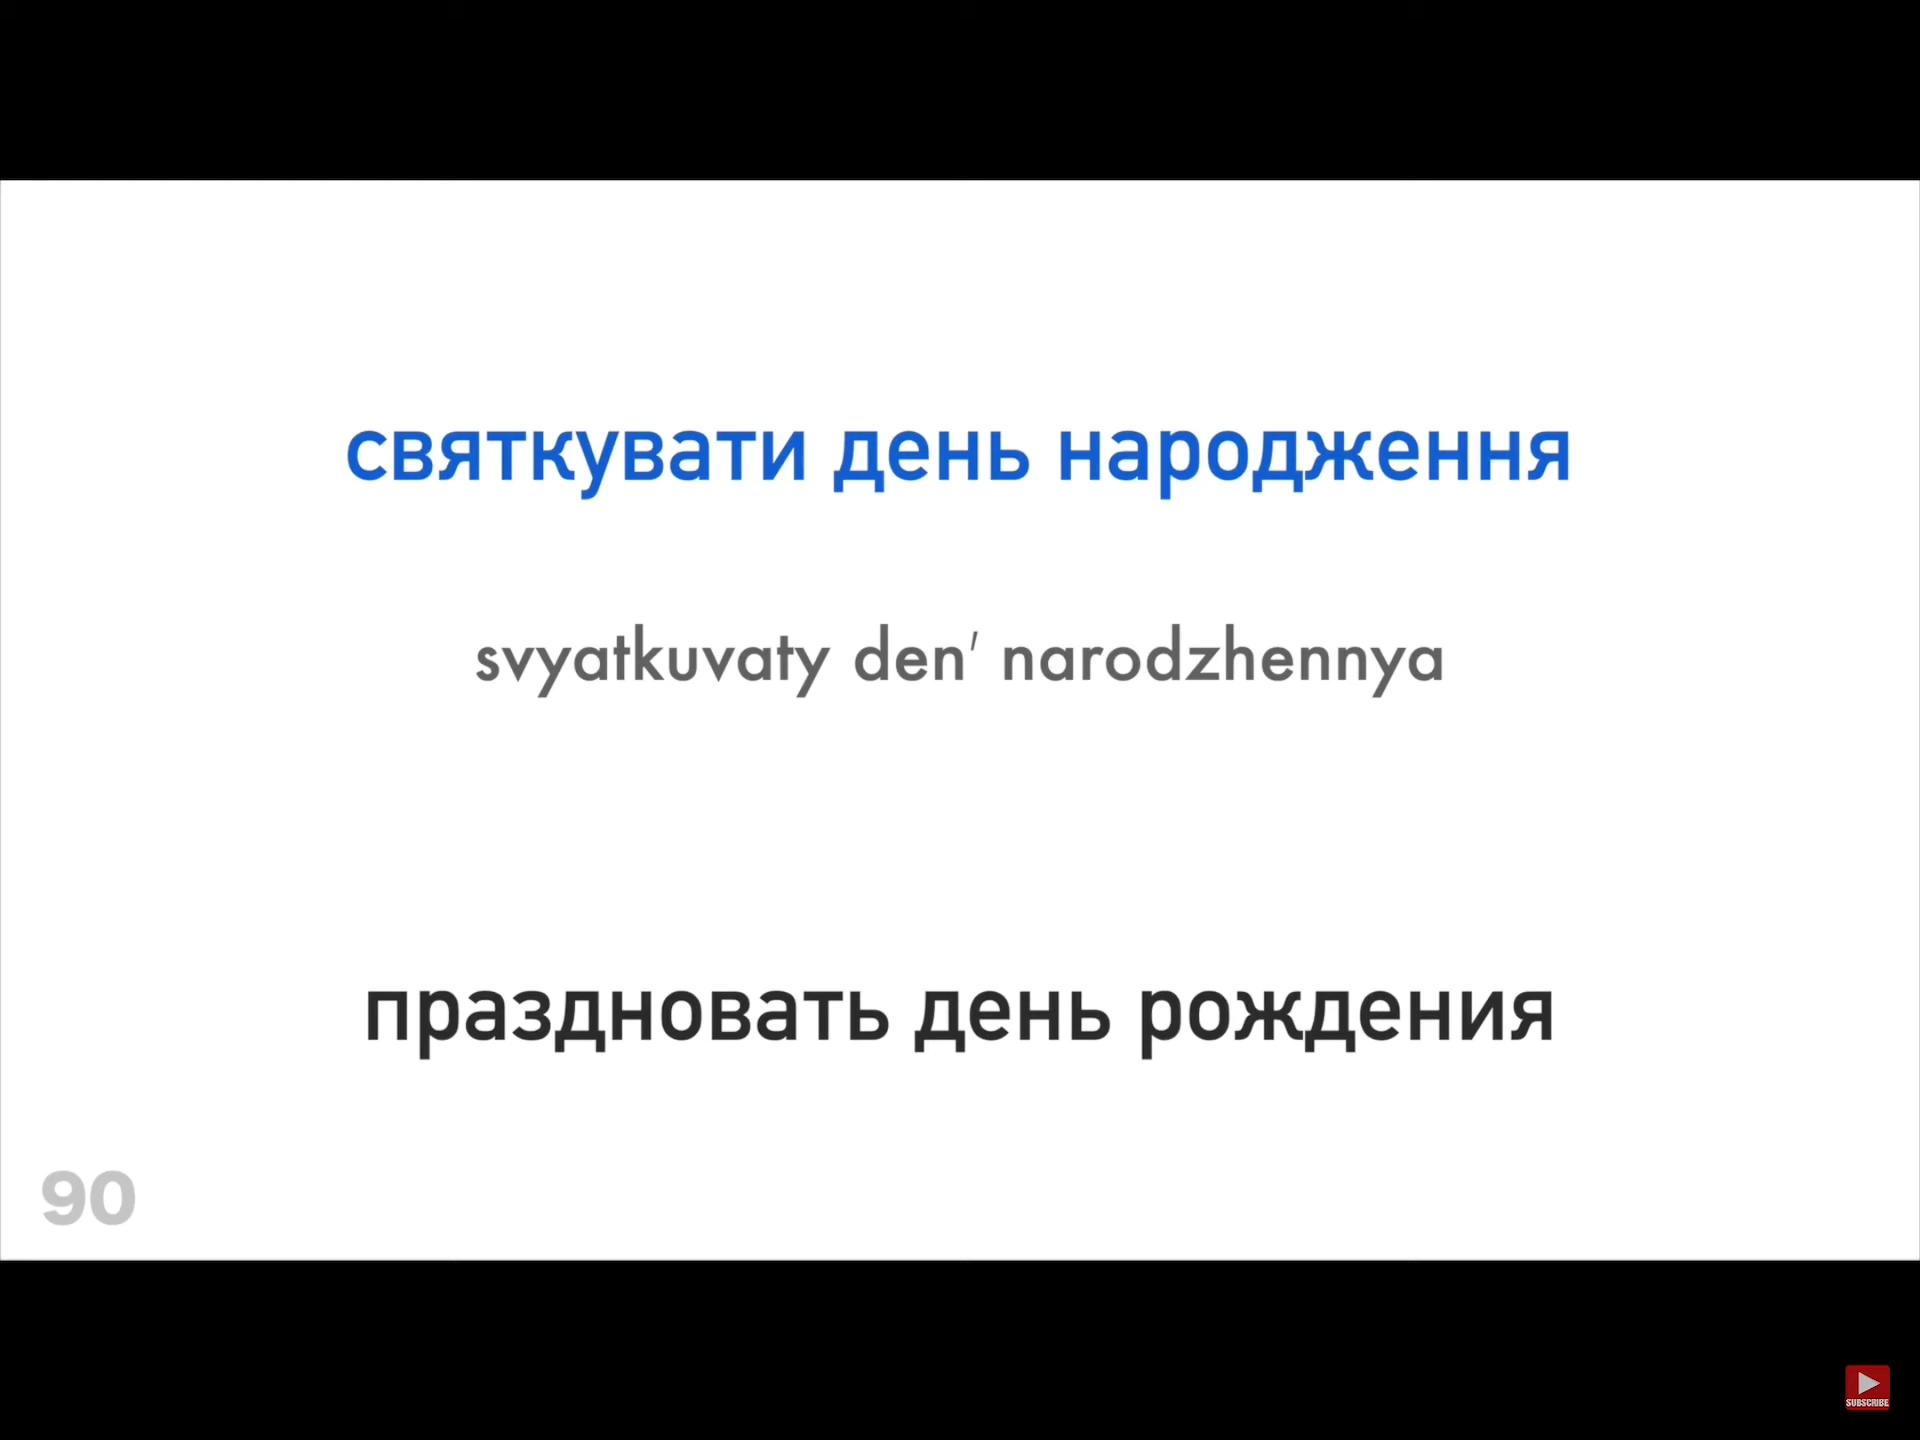 святкувати день народження
svyatkuvaty den' narodzhennya
праздновать день рождения
90
SUBSCRIBE